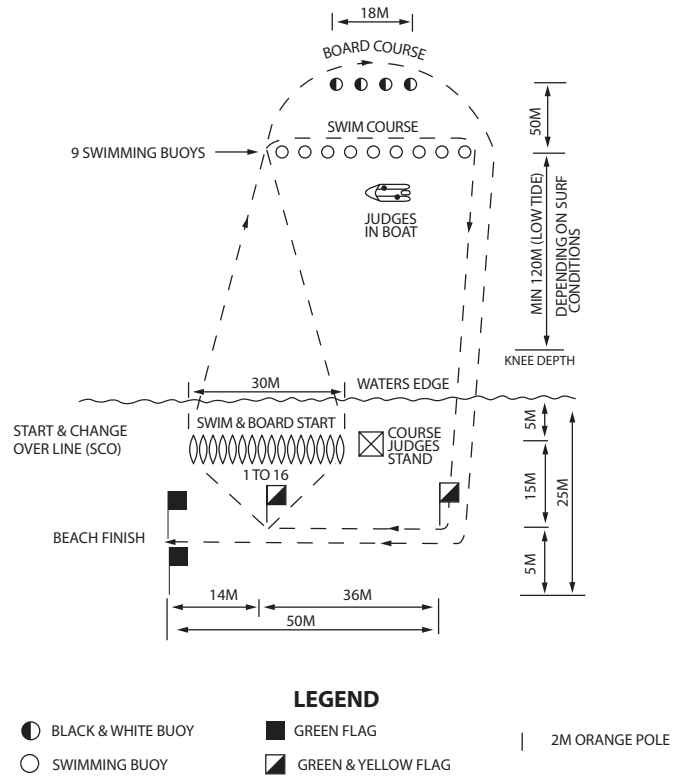 18M
BOARD COURSE
SWIM COURSE
50M
9 SWIMMING BUOYS
JUDGES
IN BOAT
MIN 120M (LOW TIDE)
DEPENDING ON SURF
CONDITIONS
KNEE DEPTH
30M
WATERS EDGE
START & CHANGE
OVER LINE (SCO)
SWIM & BOARD START
COURSE
JUDGES
STAND
1 TO 16
5M
15M
25M
BEACH FINISH
5M
14M
36M
50M
LEGEND
BLACK & WHITE BUOY
GREEN FLAG
2M ORANGE POLE
SWIMMING BUOY
GREEN & YELLOW FLAG